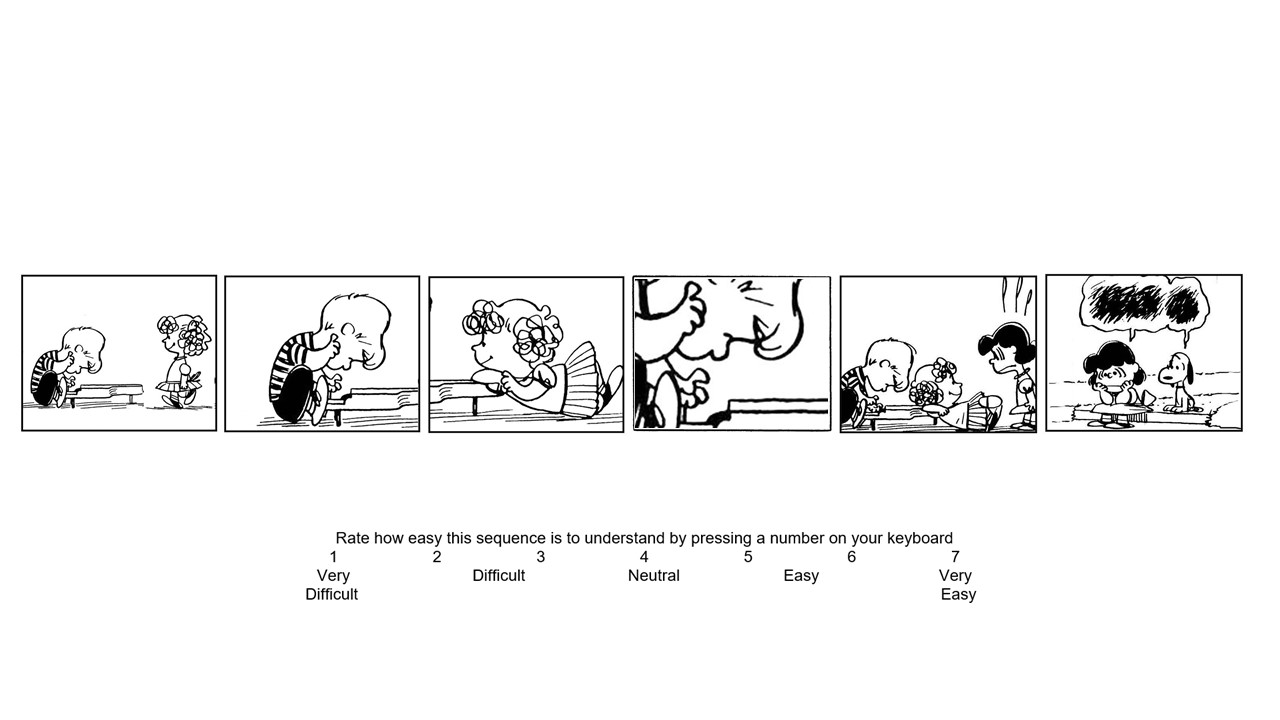 Rate how easy this sequence is to understand by pressing a number on your keyboard
1 2 3 4 5 6 7
Very Difficult Neutral Easy Very
Difficult Easy